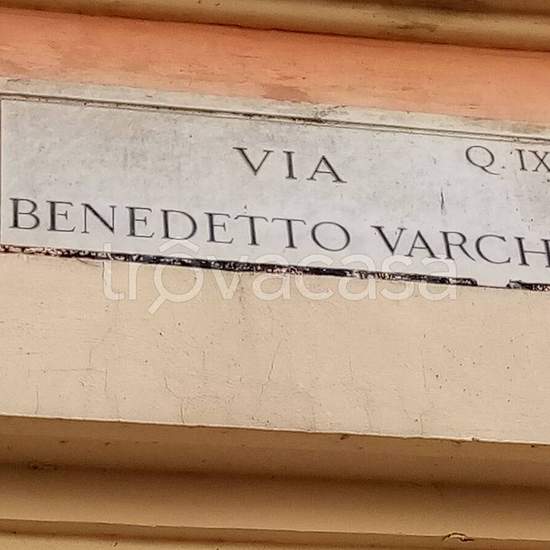 VIA Q. IX
BENEDETTO VARCH
trovacasa